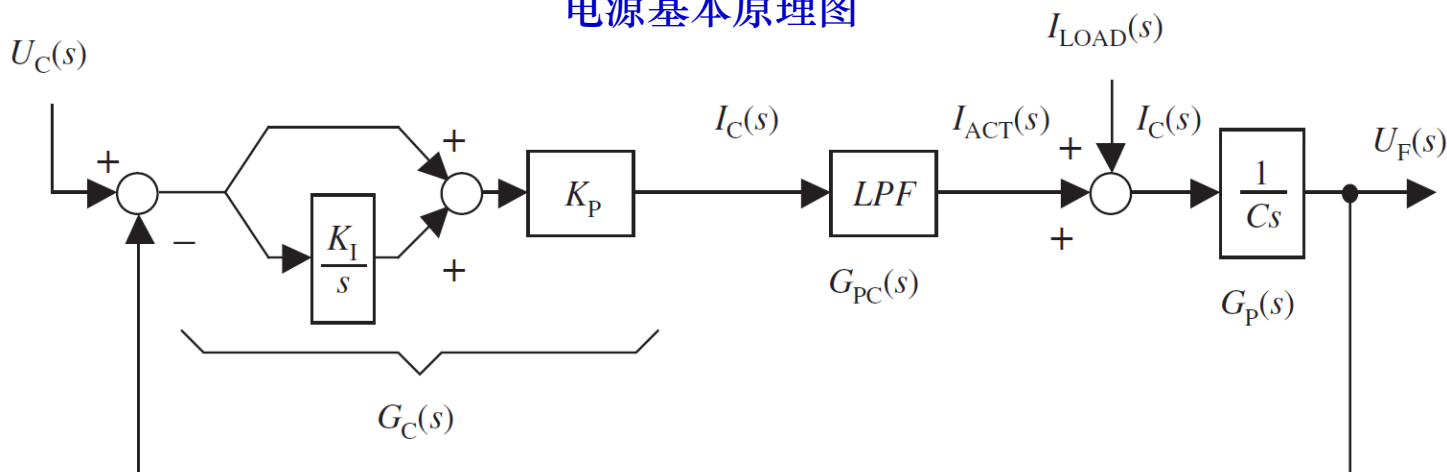 电源基本原理图
I_LOAD(s)
U_C(s)
I_C(s)
I_ACT(s)
I_C(s)
U_F(s)
+
+
+
K_P
LPF
1
Cs
−
K_I
s
+
+
G_PC(s)
G_P(s)
G_C(s)